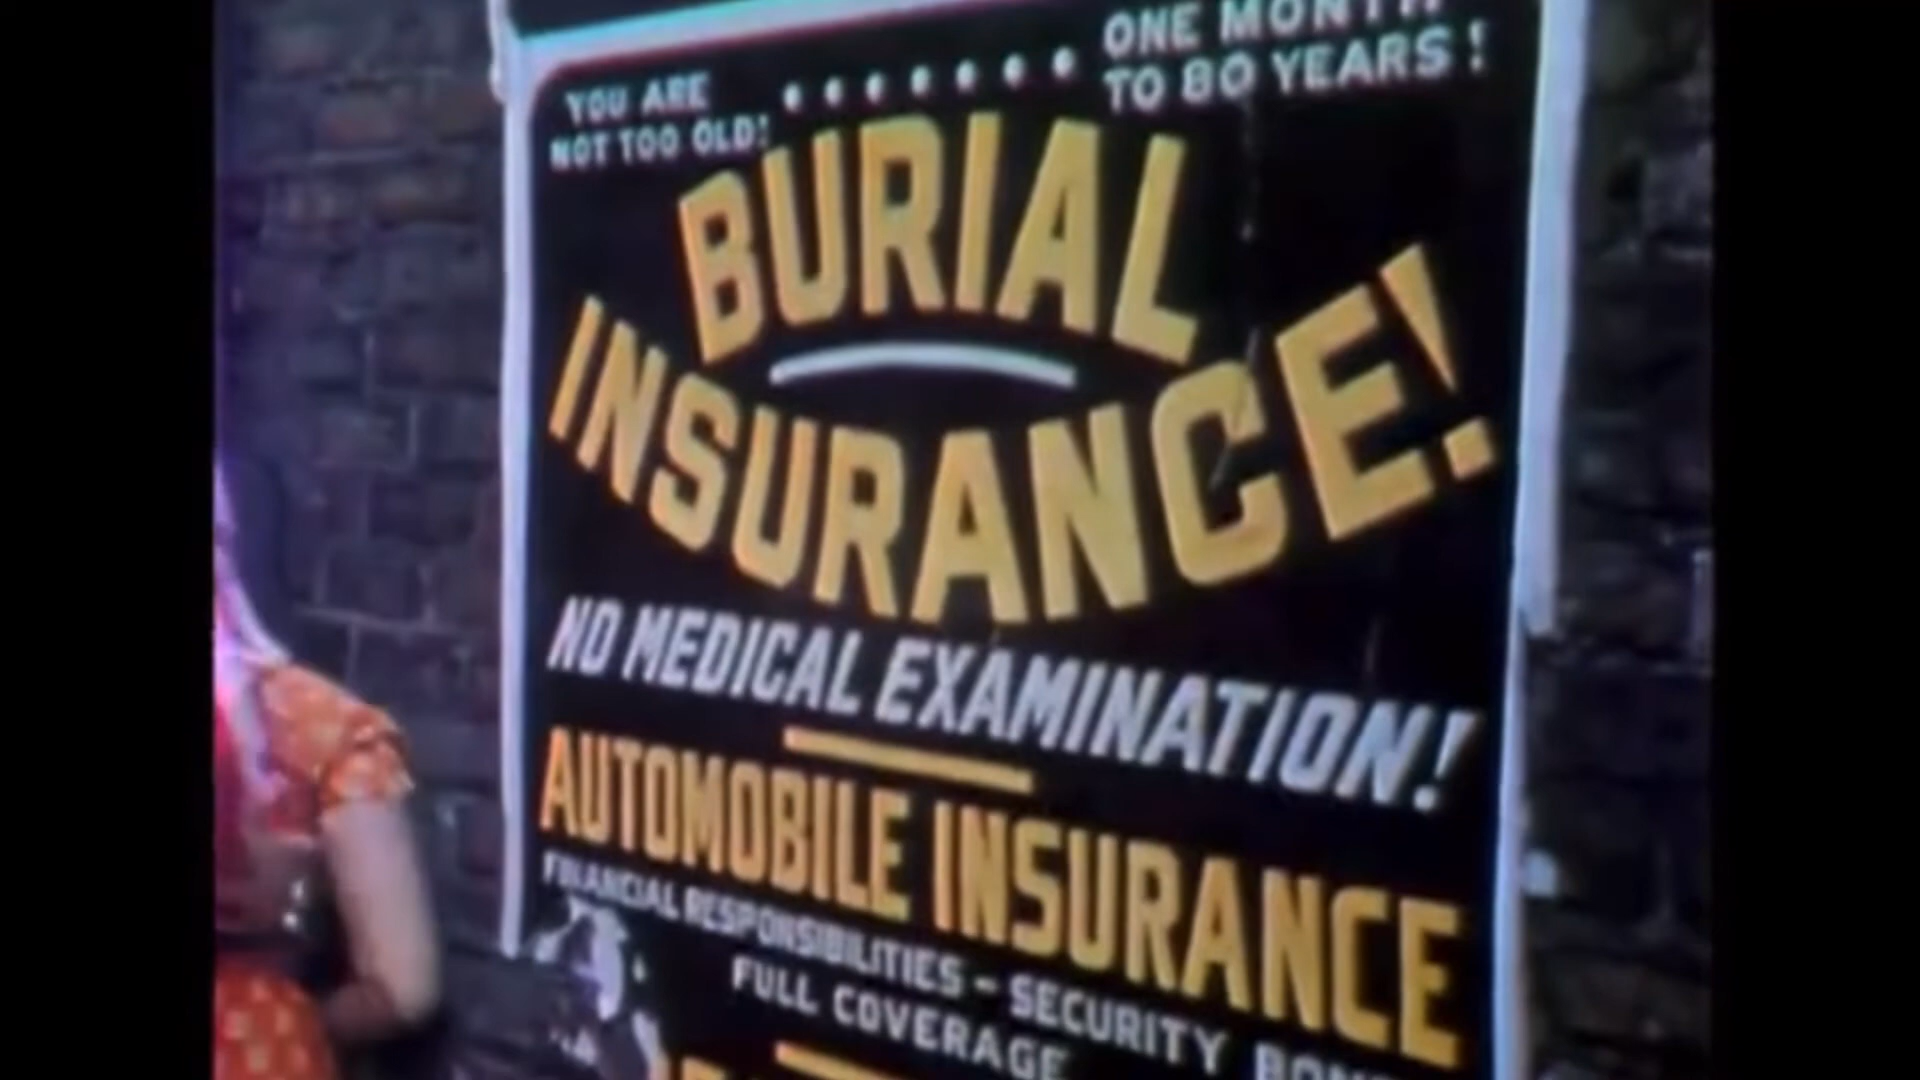 YOU ARE
NOT TOO OLD!
ONE MONTH
TO 80 YEARS!
BURIAL
INSURANCE!
NO MEDICAL EXAMINATION!
AUTOMOBILE INSURANCE
FINANCIAL RESPONSIBILITIES - SECURITY
FULL COVERAGE